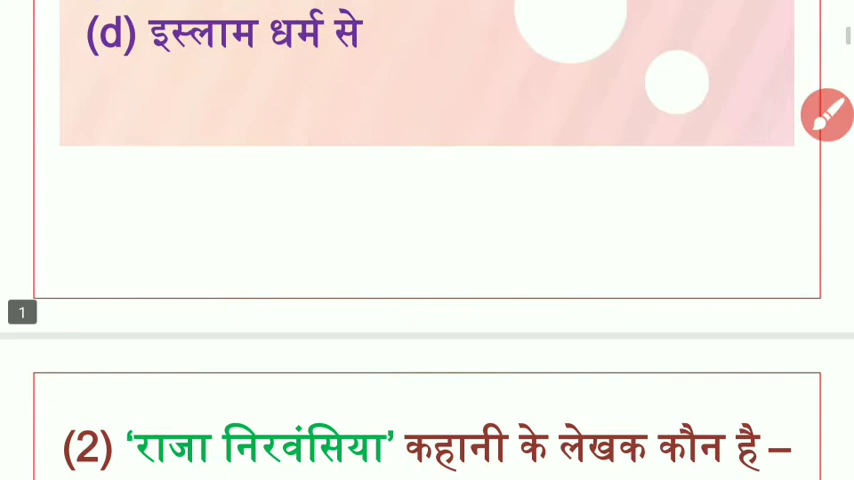 (d) इस्लाम धर्म से
1
(2) ‘राजा निरवंसिया’ कहानी के लेखक कौन है –